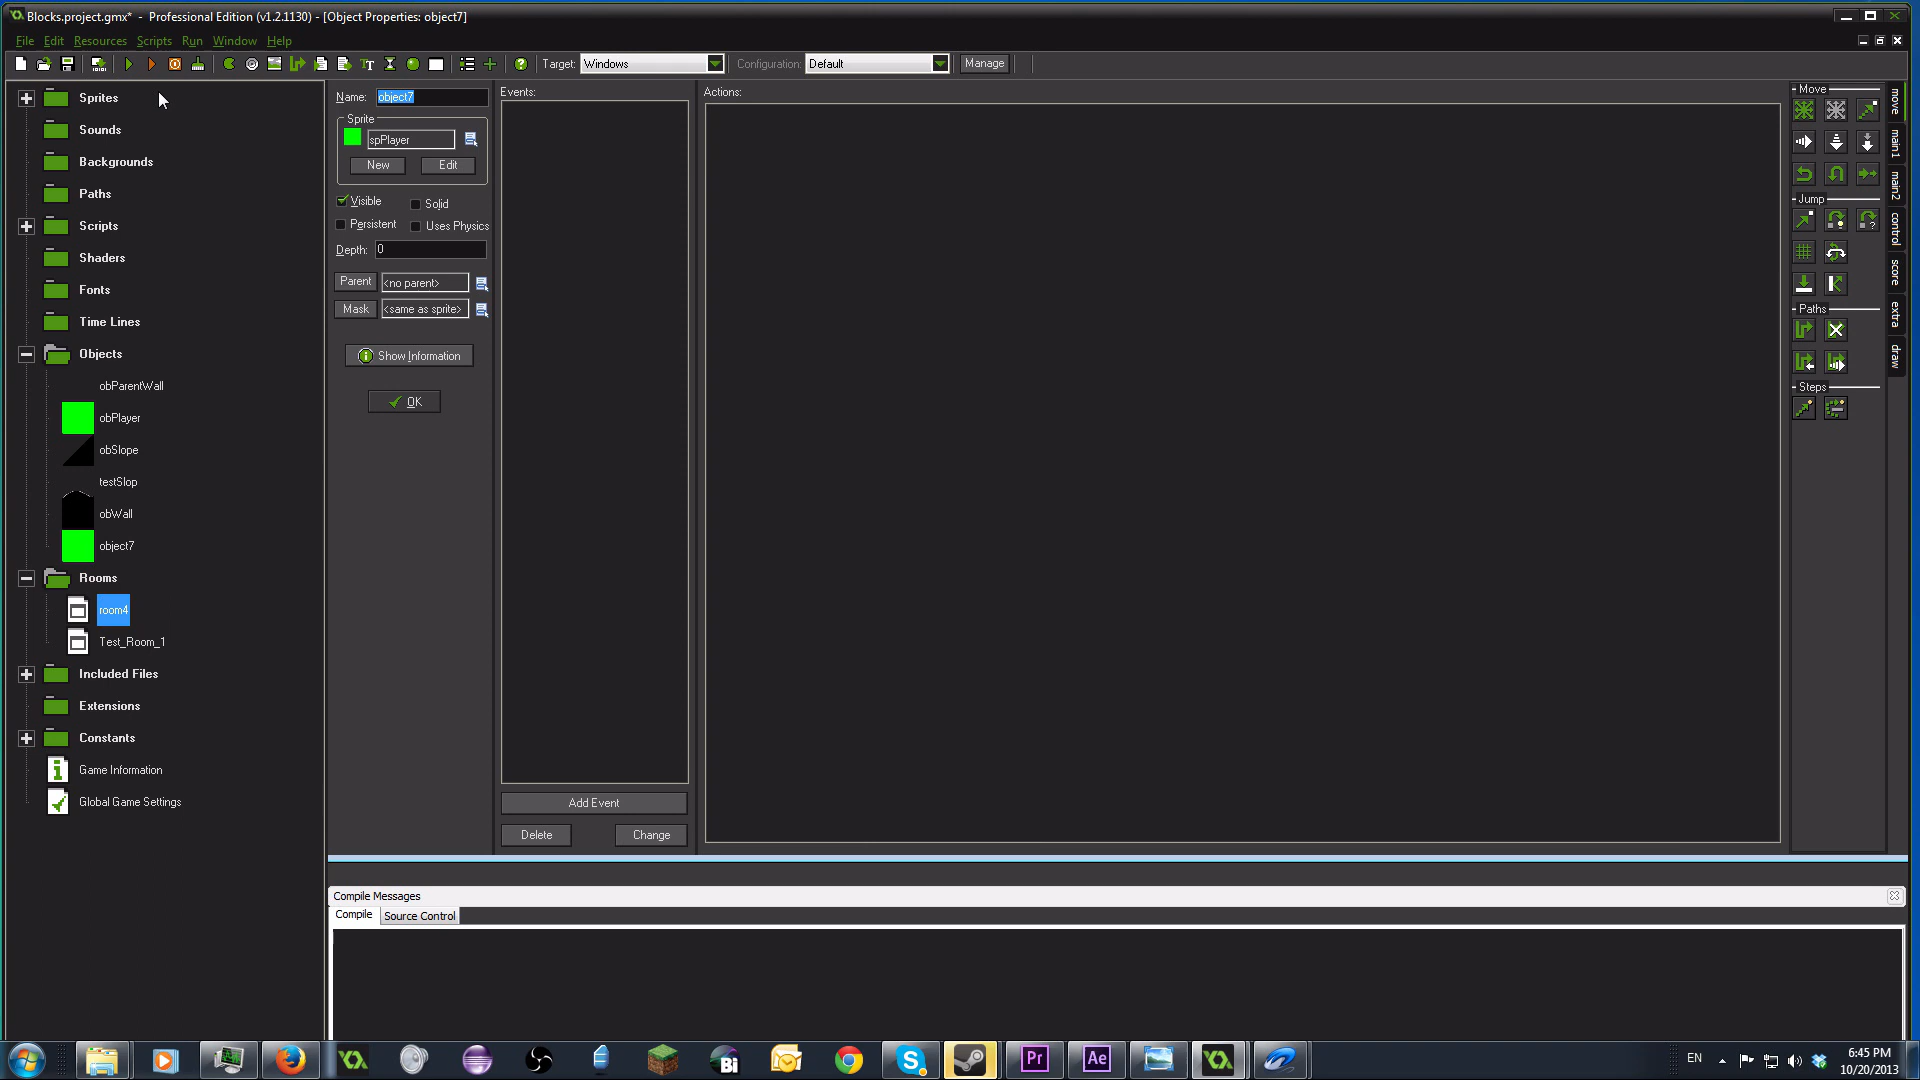 Blocks.project.gmx* - Professional Edition (v1.2.1130) - [Object Properties: object7]
File Edit Resources Scripts Run Window Help
Target: Windows Configuration: Default Manage
Sprites
Sounds
Backgrounds
Paths
Scripts
Shaders
Fonts
Time Lines
Objects
obParentWall
obPlayer
obSlope
testSlop
obWall
object7
Rooms
room4
Test_Room_1
Included Files
Extensions
Constants
Game Information
Global Game Settings
Name: object7
Sprite
spPlayer
New Edit
Visible Solid
Persistent Uses Physics
Depth: 0
Parent <no parent>
Mask <same as sprite>
Show Information
OK
Events:
Add Event
Delete Change
Actions:
Move
Jump
Paths
Steps
move
main1
main2
control
score
extra
draw
Compile Messages
Compile Source Control
Bi
Pr
Ae
EN
6:45 PM
10/20/2013